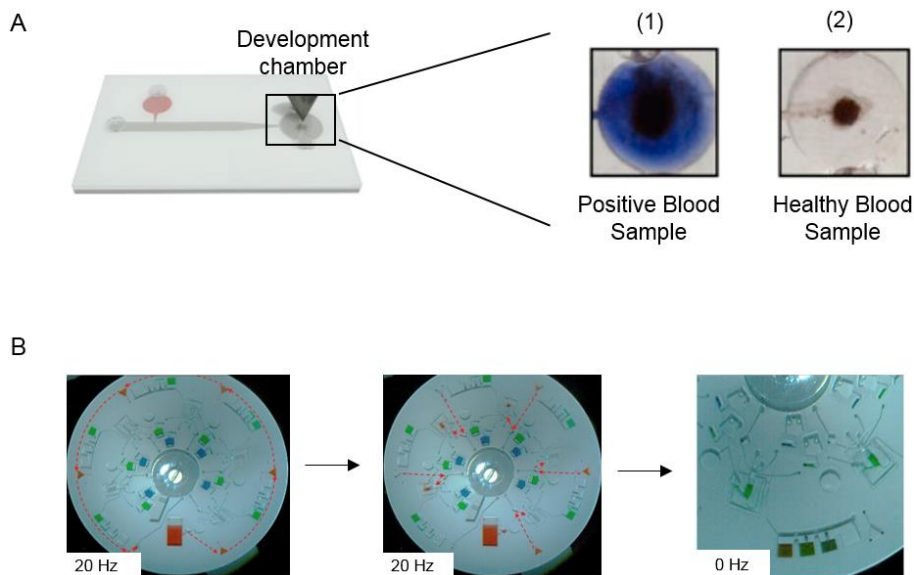 A
Development
chamber
(1)
(2)
Positive Blood
Sample
Healthy Blood
Sample
B
20 Hz
20 Hz
0 Hz